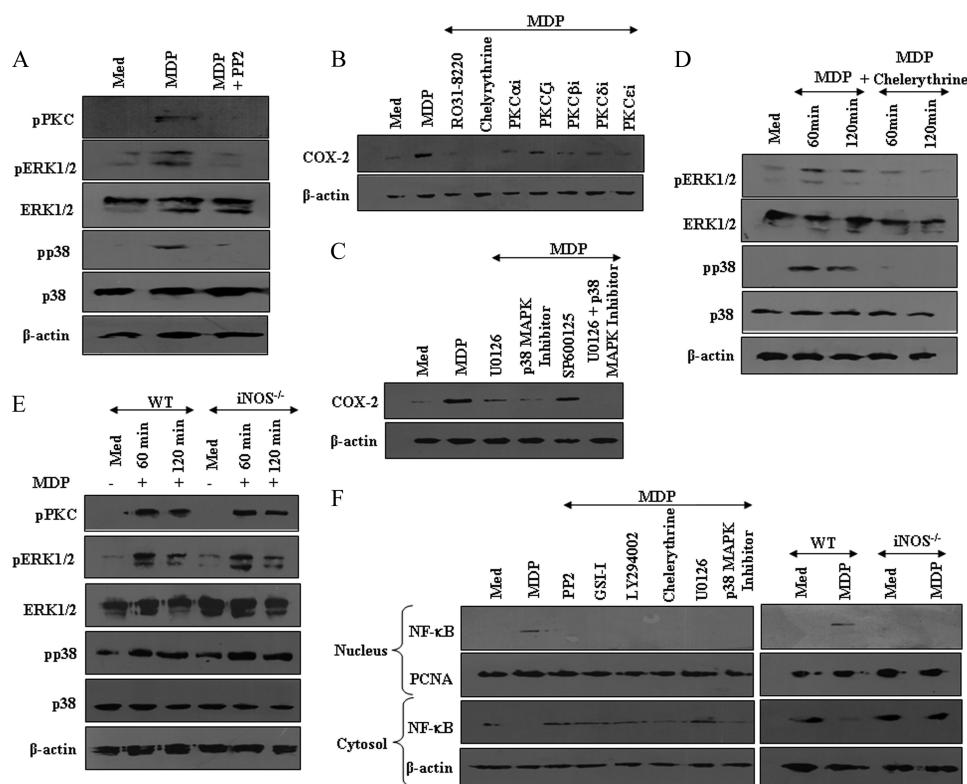 A
Med
MDP
MDP
+ PP2
pPKC
pERK1/2
ERK1/2
pp38
p38
β-actin
B
MDP
Med
MDP
RO31-8220
Chelyrythrine
PKCαi
PKCζi
PKCβi
PKCδi
PKCεi
COX-2
β-actin
C
MDP
Med
MDP
U0126
p38 MAPK
Inhibitor
SP600125
U0126 + p38
MAPK Inhibitor
COX-2
β-actin
D
MDP
MDP + Chelerythrine
Med
60min
120min
60min
120min
pERK1/2
ERK1/2
pp38
p38
β-actin
E
WT
iNOS-/-
Med
60 min
120 min
Med
60 min
120 min
MDP - + + - + +
pPKC
pERK1/2
ERK1/2
pp38
p38
β-actin
F
MDP
Med
MDP
PP2
GSI-I
LY294002
Chelerythrine
U0126
p38 MAPK
Inhibitor
WT
iNOS-/-
Med
MDP
Med
MDP
Nucleus
NF-κB
PCNA
Cytosol
NF-κB
β-actin